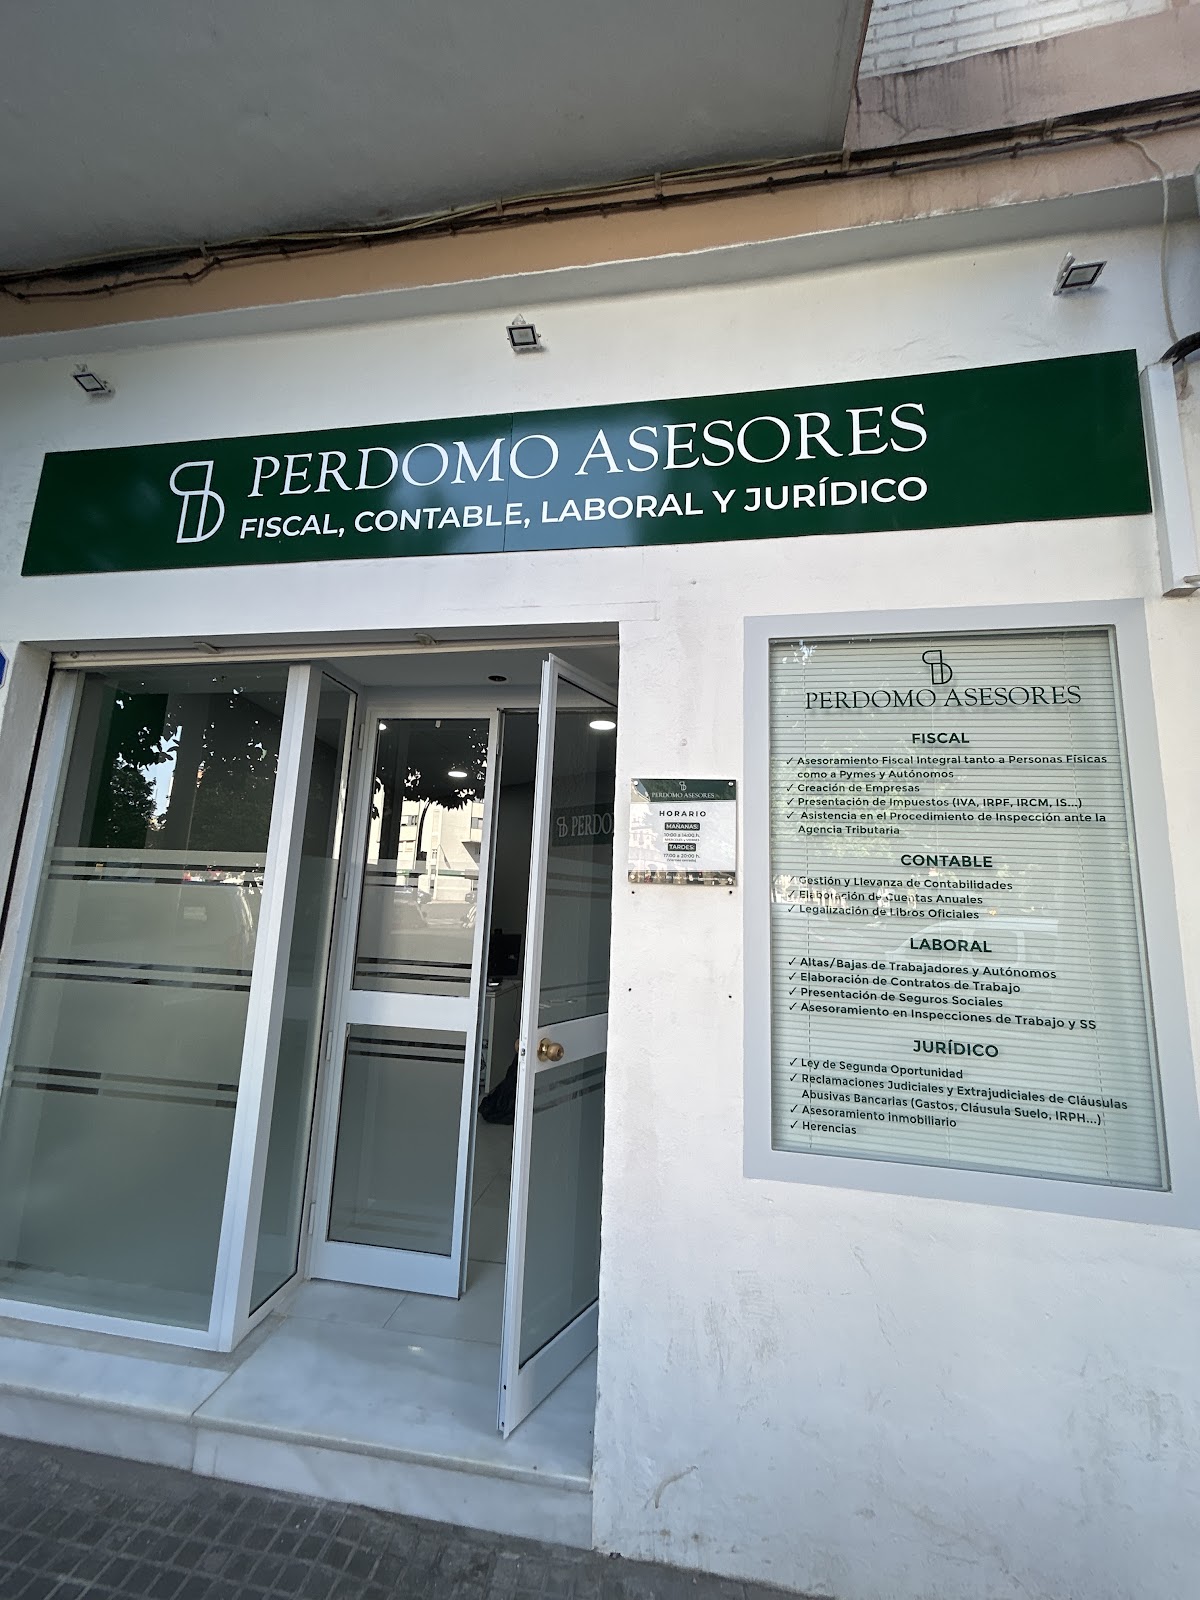 PERDOMO ASESORES
FISCAL, CONTABLE, LABORAL Y JURÍDICO
PERDOMO ASESORES
HORARIO
MAÑANAS:
10:00 a 14:00 h.
TARDES:
17:00 a 20:00 h.
PERDO
PERDOMO ASESORES
FISCAL
✓ Asesoramiento Fiscal Integral tanto a Personas Físicas
como a Pymes y Autónomos
✓ Creación de Empresas
✓ Presentación de Impuestos (IVA, IRPF, IRCM, IS...)
✓ Asistencia en el Procedimiento de Inspección ante la
Agencia Tributaria
CONTABLE
✓ Gestión y Llevanza de Contabilidades
✓ Elaboración de Cuentas Anuales
✓ Legalización de Libros Oficiales
LABORAL
✓ Altas/Bajas de Trabajadores y Autónomos
✓ Elaboración de Contratos de Trabajo
✓ Presentación de Seguros Sociales
✓ Asesoramiento en Inspecciones de Trabajo y SS
JURÍDICO
✓ Ley de Segunda Oportunidad
✓ Reclamaciones Judiciales y Extrajudiciales de Cláusulas
Abusivas Bancarias (Gastos, Cláusula Suelo, IRPH...)
✓ Asesoramiento inmobiliario
✓ Herencias